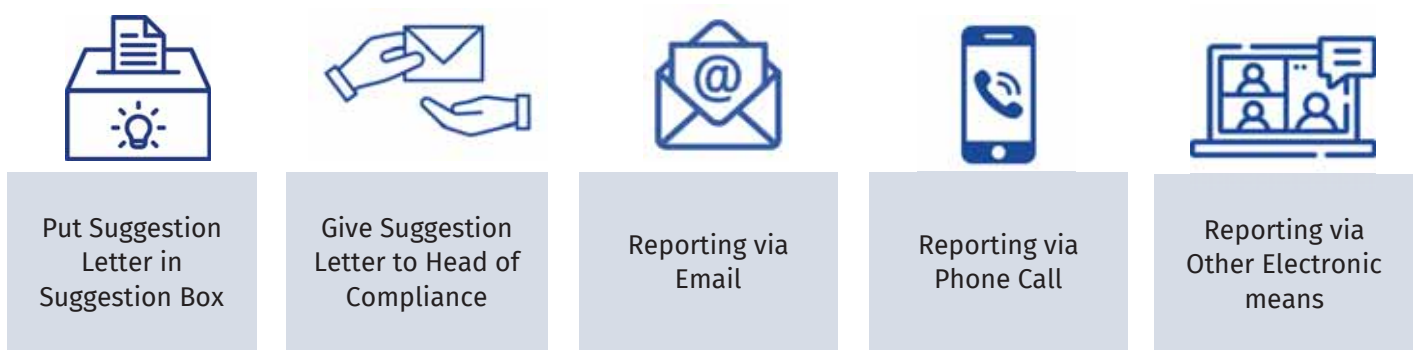 Put Suggestion
Letter in
Suggestion Box
Give Suggestion
Letter to Head of
Compliance
@
Reporting via
Email
Reporting via
Phone Call
Reporting via
Other Electronic
means